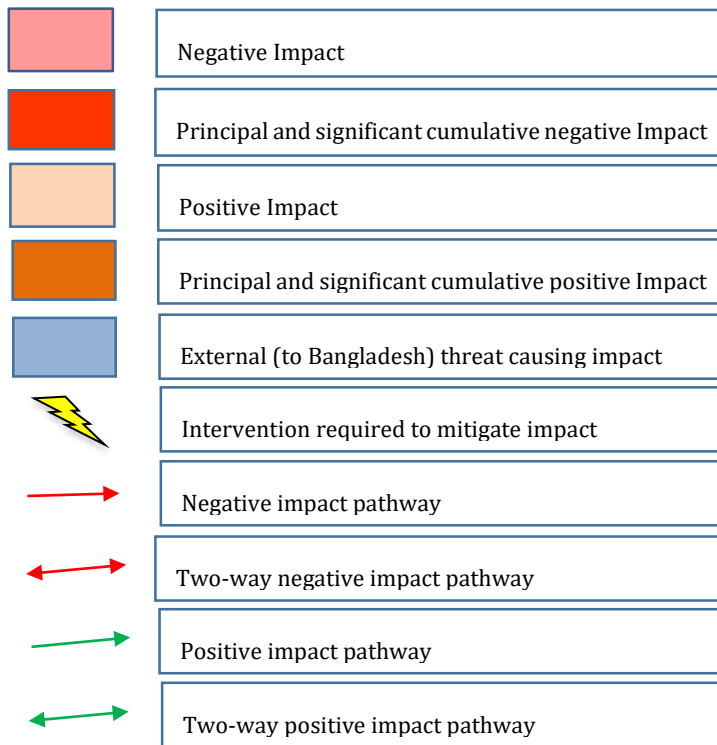 Negative Impact
Principal and significant cumulative negative Impact
Positive Impact
Principal and significant cumulative positive Impact
External (to Bangladesh) threat causing impact
Intervention required to mitigate impact
Negative impact pathway
Two-way negative impact pathway
Positive impact pathway
Two-way positive impact pathway